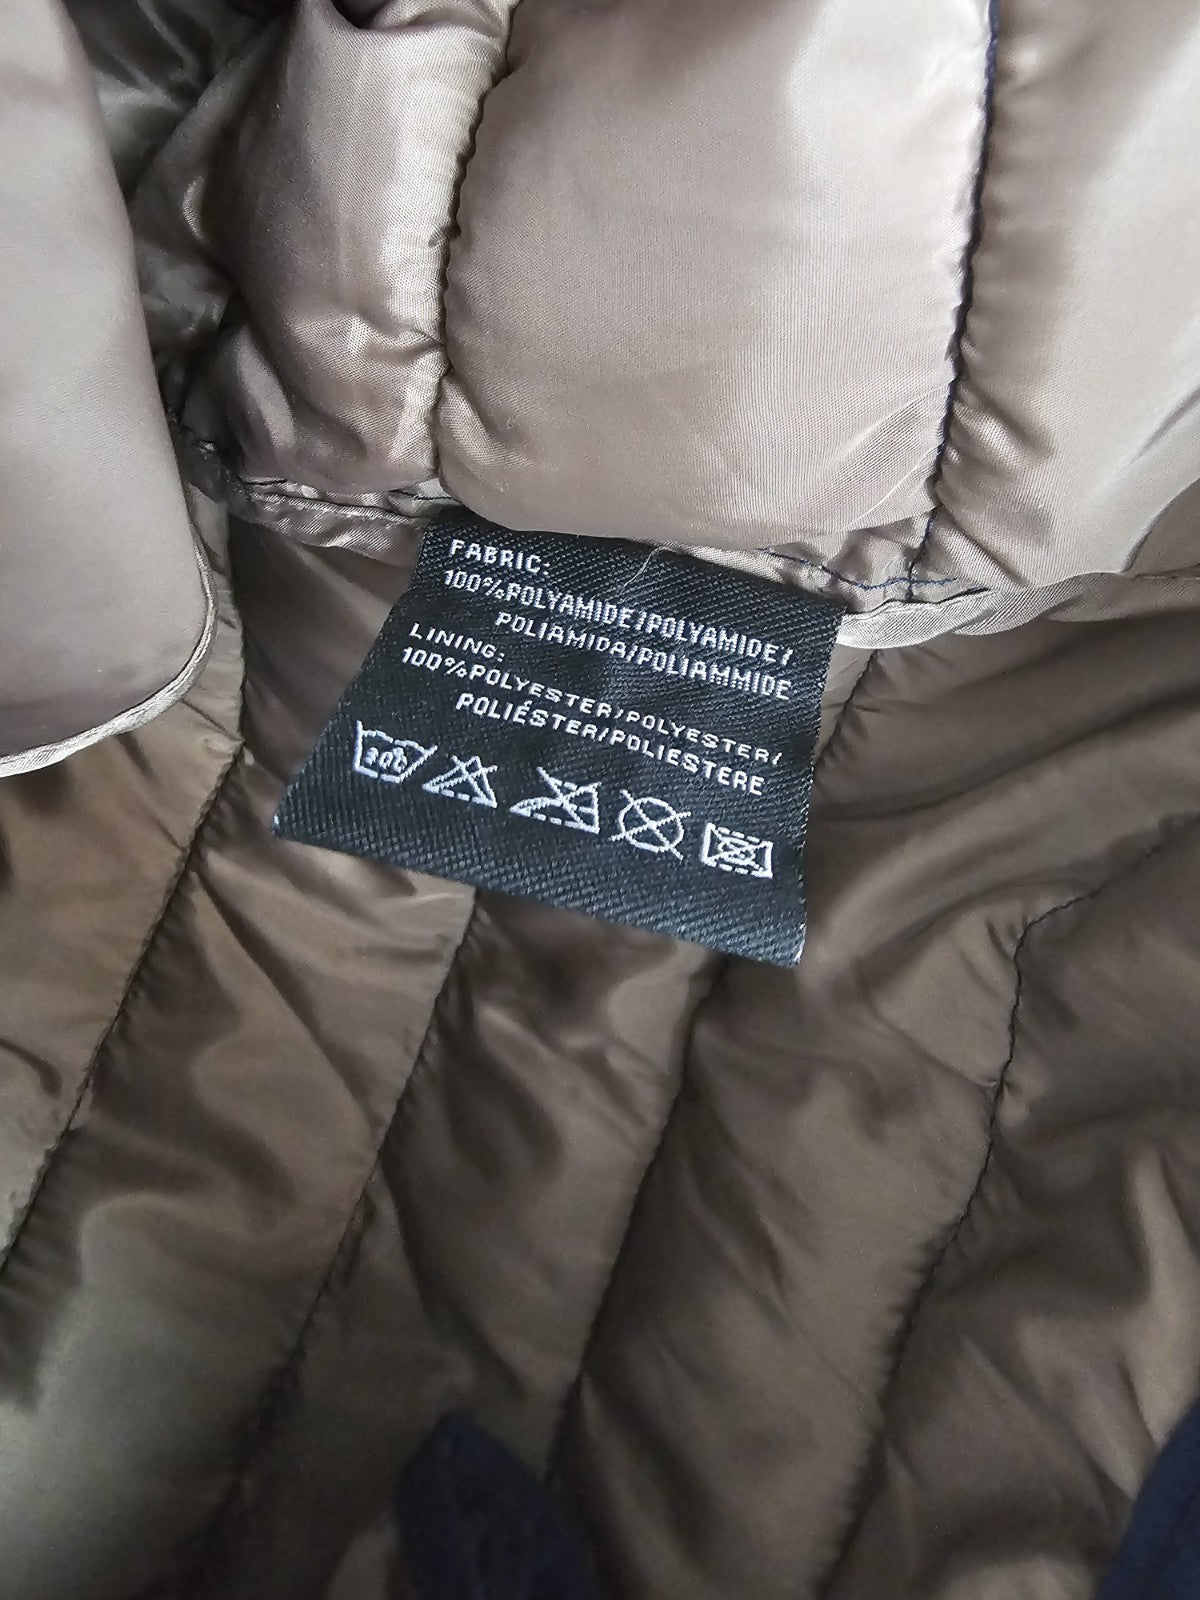 FABRIC:
100%POLYAMIDE/POLYAMIDE/
POLIAMIDA/POLIAMMIDE
LINING:
100%POLYESTER/POLYESTER/
POLIÉSTER/POLIESTERE
30°